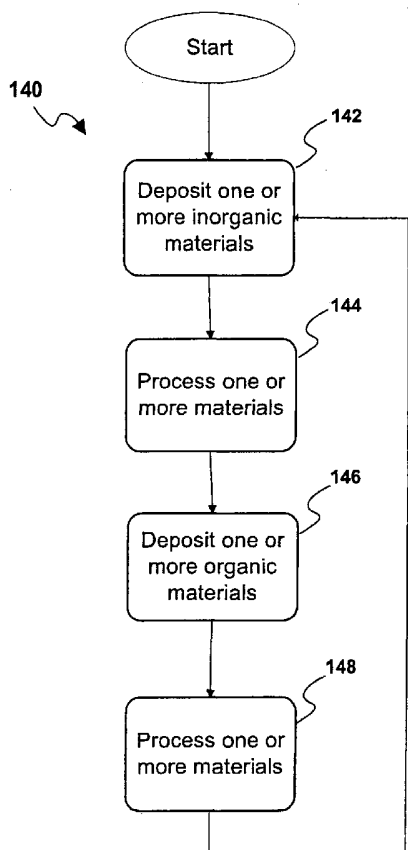 Start
140
142
Deposit one or
more inorganic
materials
144
Process one or
more materials
146
Deposit one or
more organic
materials
148
Process one or
more materials